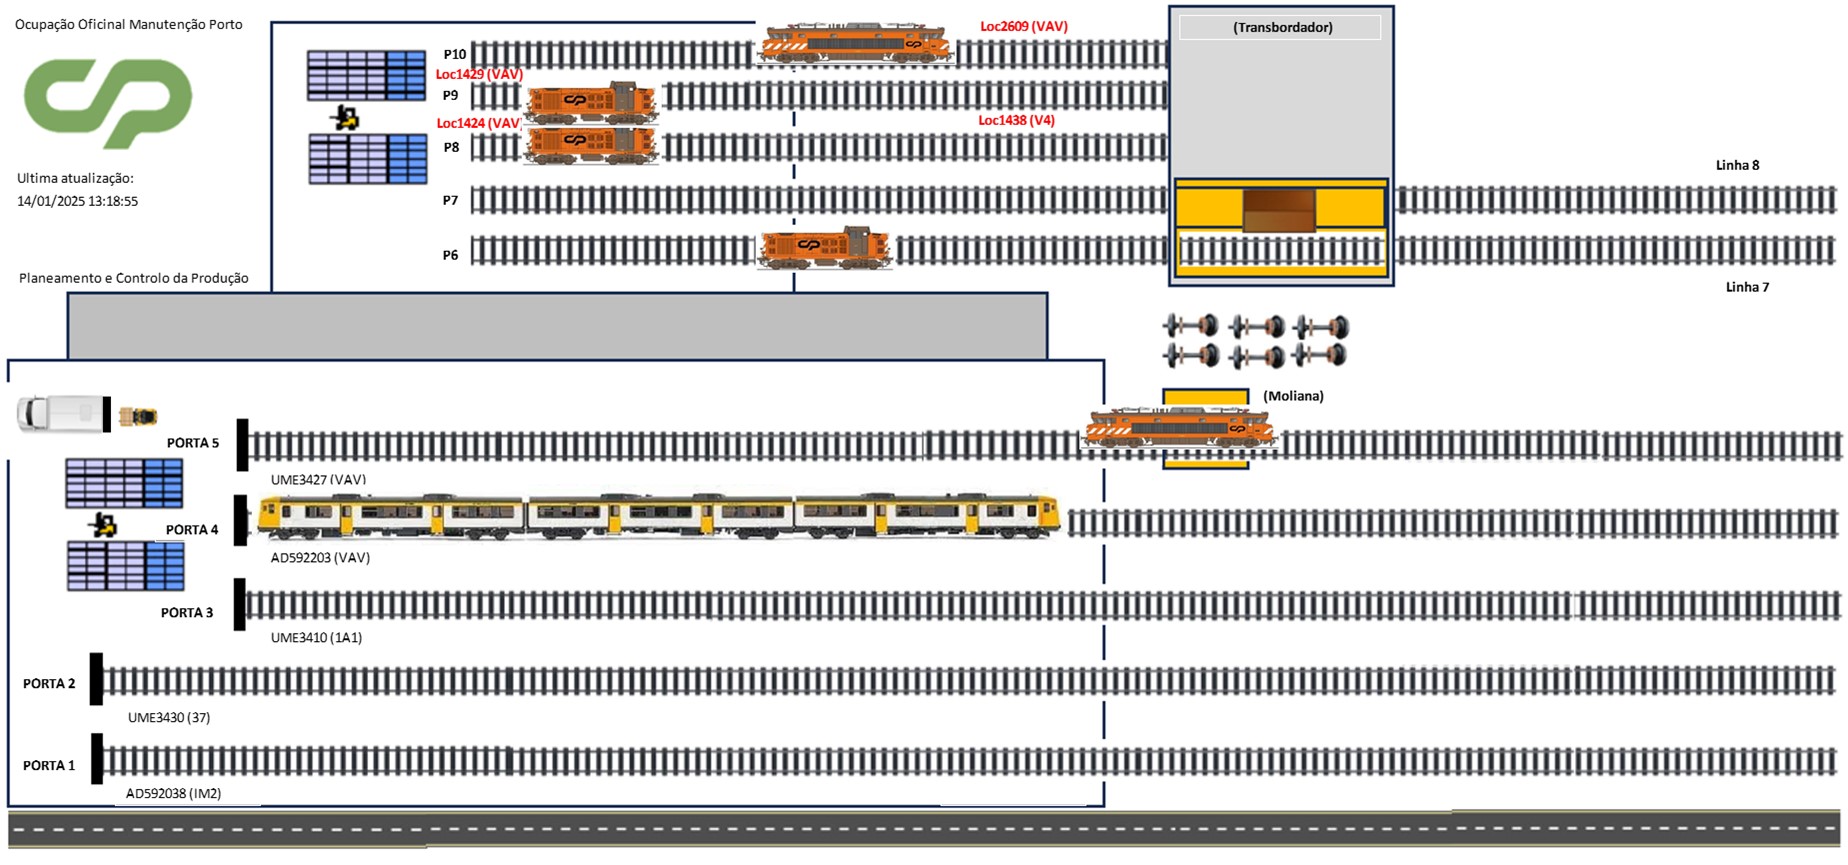 Ocupação Oficinal Manutenção Porto
Ultima atualização:
14/01/2025 13:18:55
Planeamento e Controlo da Produção
P10
Loc2609 (VAV)
(Transbordador)
Loc1429 (VAV)
P9
Loc1424 (VAV)
Loc1438 (V4)
P8
P7
Linha 8
P6
Linha 7
(Moliana)
PORTA 5
UME3427 (VAV)
PORTA 4
AD592203 (VAV)
PORTA 3
UME3410 (1A1)
PORTA 2
UME3430 (37)
PORTA 1
AD592038 (IM2)